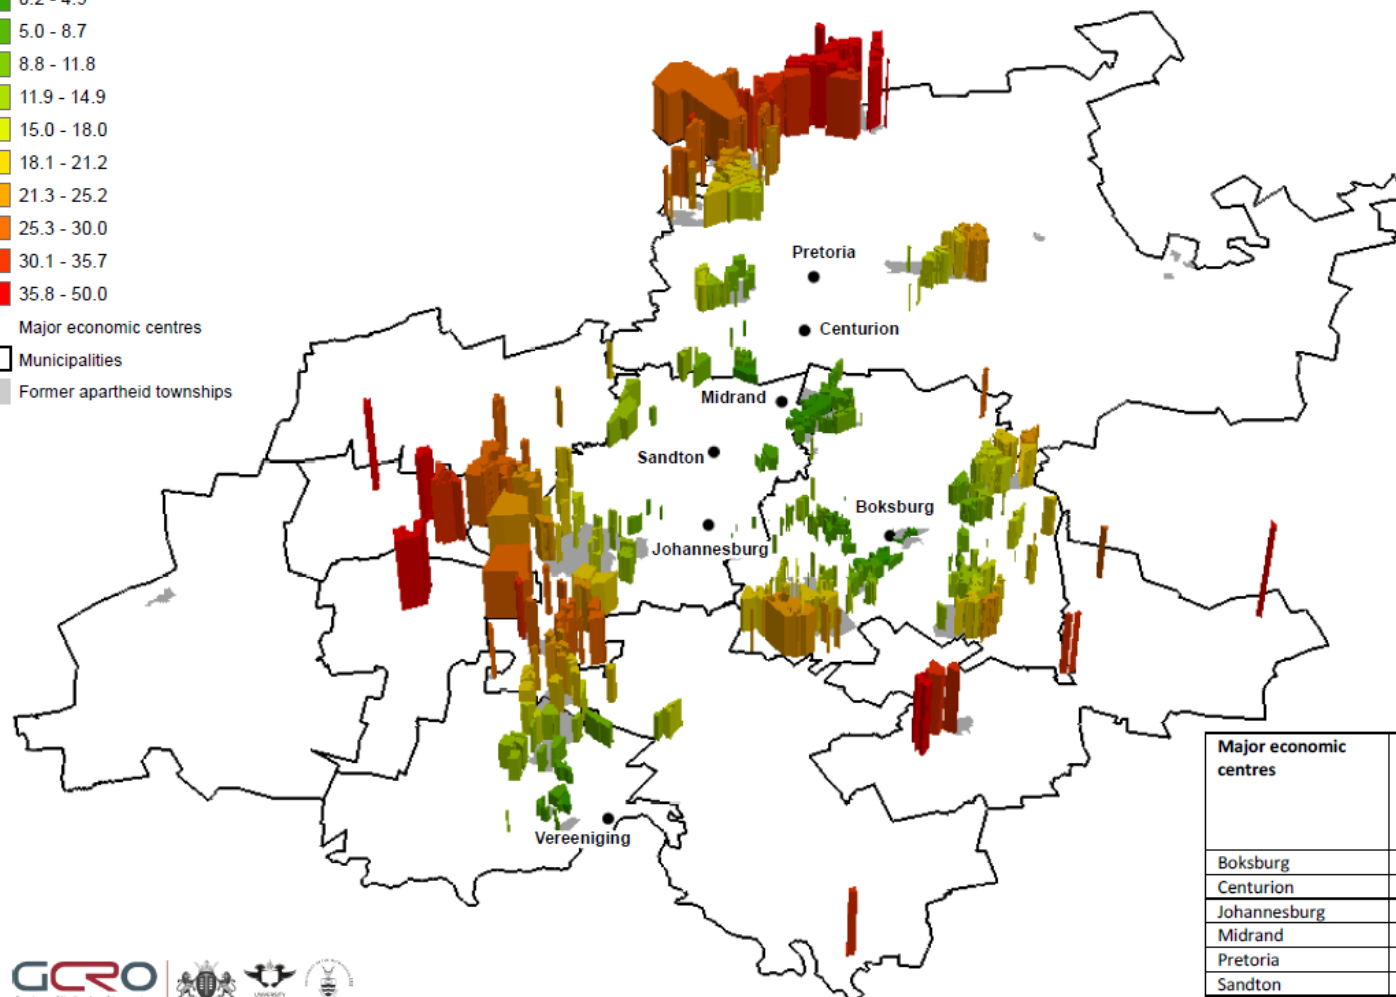 5.0 - 8.7
8.8 - 11.8
11.9 - 14.9
15.0 - 18.0
18.1 - 21.2
21.3 - 25.2
25.3 - 30.0
30.1 - 35.7
35.8 - 50.0
Major economic centres
Municipalities
Former apartheid townships
Pretoria
Centurion
Midrand
Sandton
Boksburg
Johannesburg
Vereeniging
Major economic
centres
Boksburg
Centurion
Johannesburg
Midrand
Pretoria
Sandton
GCRO